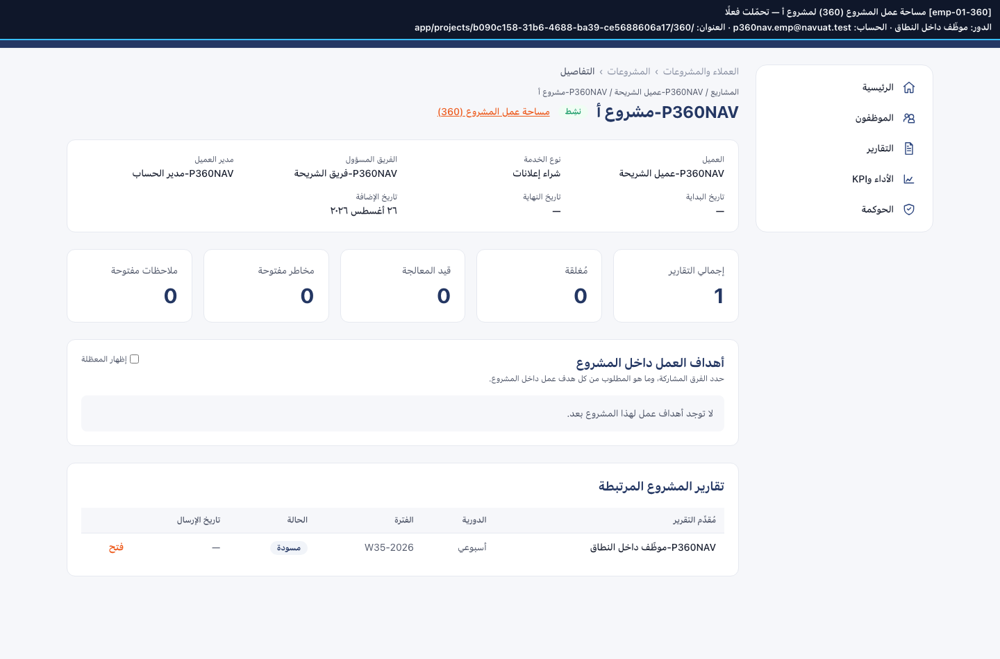 [emp-01-360] مساحة عمل المشروع (360) لمشروع أ — تحمّلت فعلًا
الدور: موظّف داخل النطاق · الحساب: p360nav.emp@navuat.test · العنوان: /app/projects/b090c158-31b6-4688-ba39-ce5688606a17/360
الرئيسية
الموظفون
التقارير
الأداء وKPI
الحوكمة
العملاء والمشروعات › المشروعات › التفاصيل
المشاريع / P360NAV-عميل الشريحة / P360NAV-مشروع أ
P360NAV-مشروع أ نشط مساحة عمل المشروع (360)
العميل نوع الخدمة الفريق المسؤول مدير العميل
P360NAV-عميل الشريحة شراء إعلانات P360NAV-فريق الشريحة P360NAV-مدير الحساب
تاريخ البداية تاريخ النهاية تاريخ الإضافة
— — ٢٦ أغسطس ٢٠٢٦
إجمالي التقارير مُغلقة قيد المعالجة مخاطر مفتوحة ملاحظات مفتوحة
1 0 0 0 0
أهداف العمل داخل المشروع إظهار المعطّلة
حدد الفرق المشاركة، وما هو المطلوب من كل هدف عمل داخل المشروع.
لا توجد أهداف عمل لهذا المشروع بعد.
تقارير المشروع المرتبطة
مُقدِّم التقرير الدورية الفترة الحالة تاريخ الإرسال
P360NAV-موظّف داخل النطاق أسبوعي 2026-W35 مسودة — فتح